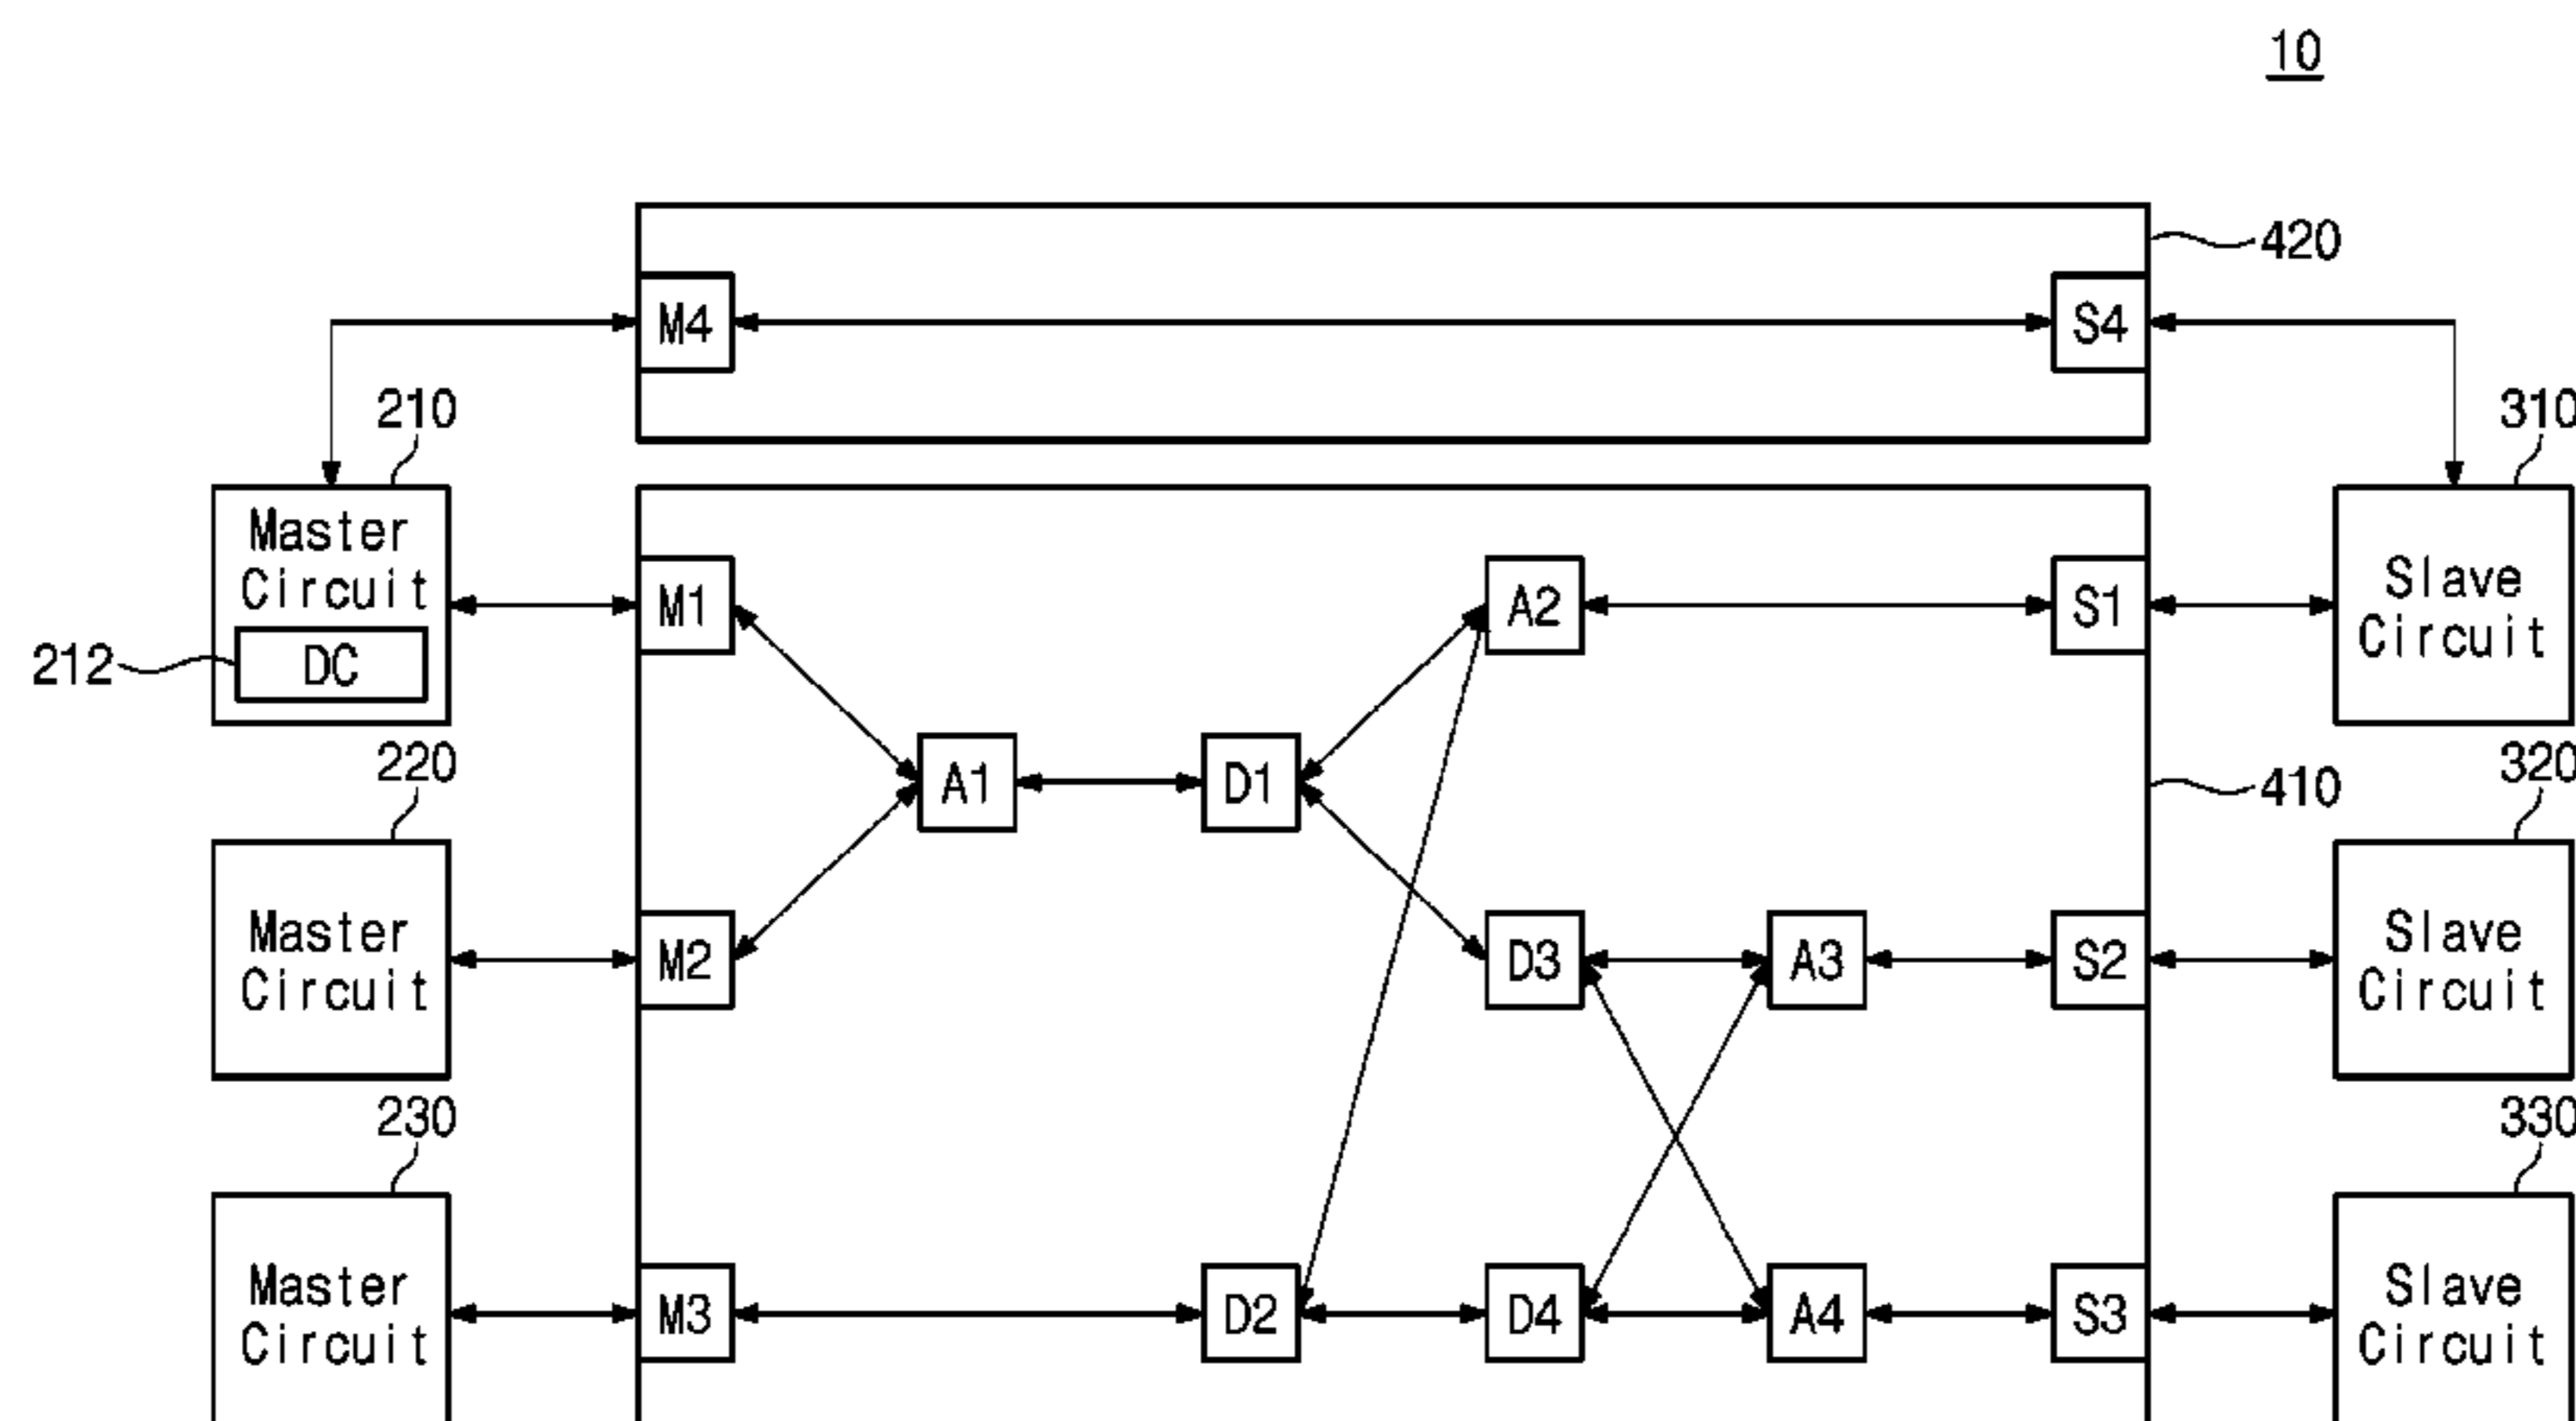 10
420
M4
S4
210
310
Master
Circuit
DC
212
M1
A2
S1
Slave
Circuit
220
A1
D1
320
410
Master
Circuit
M2
D3
A3
S2
Slave
Circuit
230
330
Master
Circuit
M3
D2
D4
A4
S3
Slave
Circuit